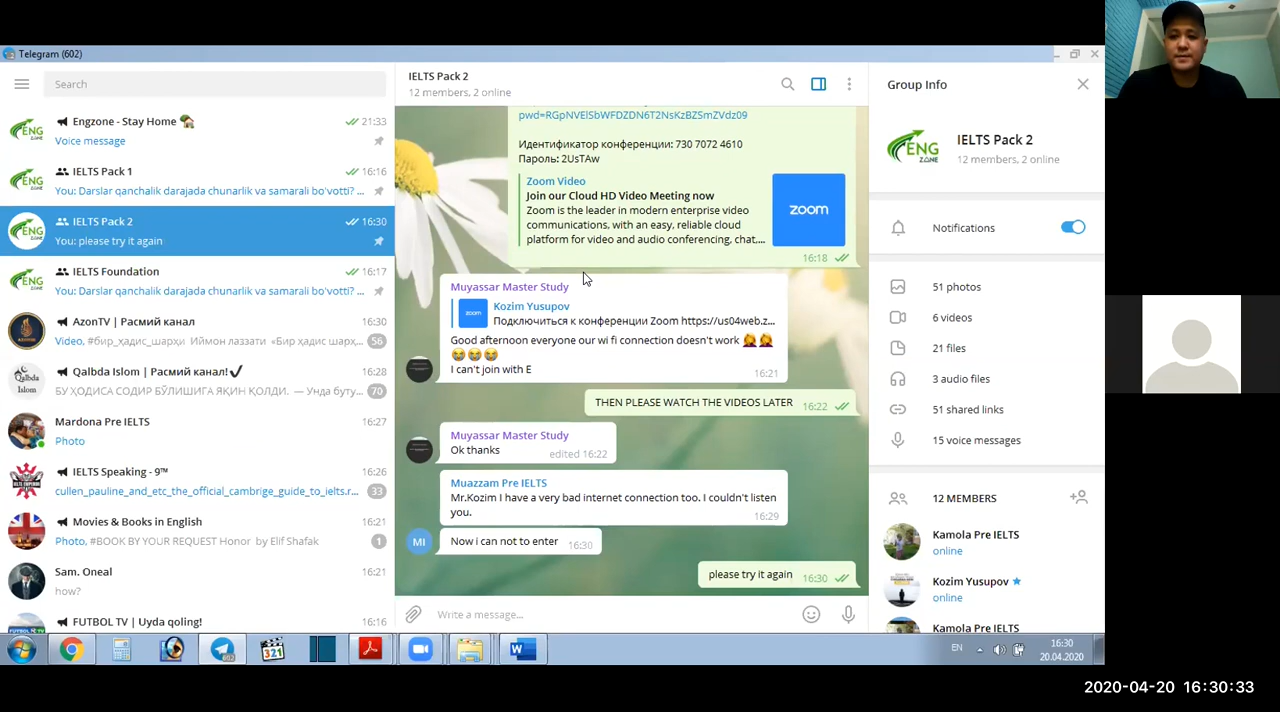 Telegram (602)
Search
Engzone - Stay Home 21:33
Voice message
IELTS Pack 1 16:16
You: Darslar qanchalik darajada chunarlik va samarali bo'votti? ...
IELTS Pack 2 16:30
You: please try it again
IELTS Foundation 16:17
You: Darslar qanchalik darajada chunarlik va samarali bo'votti? ...
AzonTV | Расмий канал 16:30
Video, #бир_ҳадис_шарҳи Иймон лаззати «Бир ҳадис шарҳ... 56
Qalbda Islom | Расмий канал! 16:28
БУ ҲОДИСА СОДИР БЎЛИШИГА ЯҚИН ҚОЛДИ. — Унда буту... 70
Mardona Pre IELTS 16:27
Photo
IELTS Speaking - 9™ 16:26
cullen_pauline_and_etc_the_official_cambrige_guide_to_ielts.r... 33
Movies & Books in English 16:21
Photo, #BOOK BY YOUR REQUEST Honor by Elif Shafak 1
Sam. Oneal 16:21
how?
FUTBOL TV | Uyda qoling! 16:16
IELTS Pack 2
12 members, 2 online
pwd=RGpNVElSbWFDZDN6T2NsKzBZSmZVdz09
Идентификатор конференции: 730 7072 4610
Пароль: 2UsTAw
Zoom Video
Join our Cloud HD Video Meeting now
Zoom is the leader in modern enterprise video
communications, with an easy, reliable cloud
platform for video and audio conferencing, chat,...
zoom
16:18
Muyassar Master Study
zoom
Kozim Yusupov
Подключиться к конференции Zoom https://us04web.z...
Good afternoon everyone our wi fi connection doesn't work
I can't join with E
16:21
THEN PLEASE WATCH THE VIDEOS LATER 16:22
Muyassar Master Study
Ok thanks edited 16:22
Muazzam Pre IELTS
Mr.Kozim I have a very bad internet connection too. I couldn't listen
you. 16:29
MI
Now i can not to enter 16:30
please try it again 16:30
Write a message...
Group Info
ENG
ZONE
IELTS Pack 2
12 members, 2 online
Notifications
51 photos
6 videos
21 files
3 audio files
51 shared links
15 voice messages
12 MEMBERS
Kamola Pre IELTS
online
Kozim Yusupov
online
Kamola Pre IELTS
321
602
EN
16:30
20.04.2020
2020-04-20 16:30:33